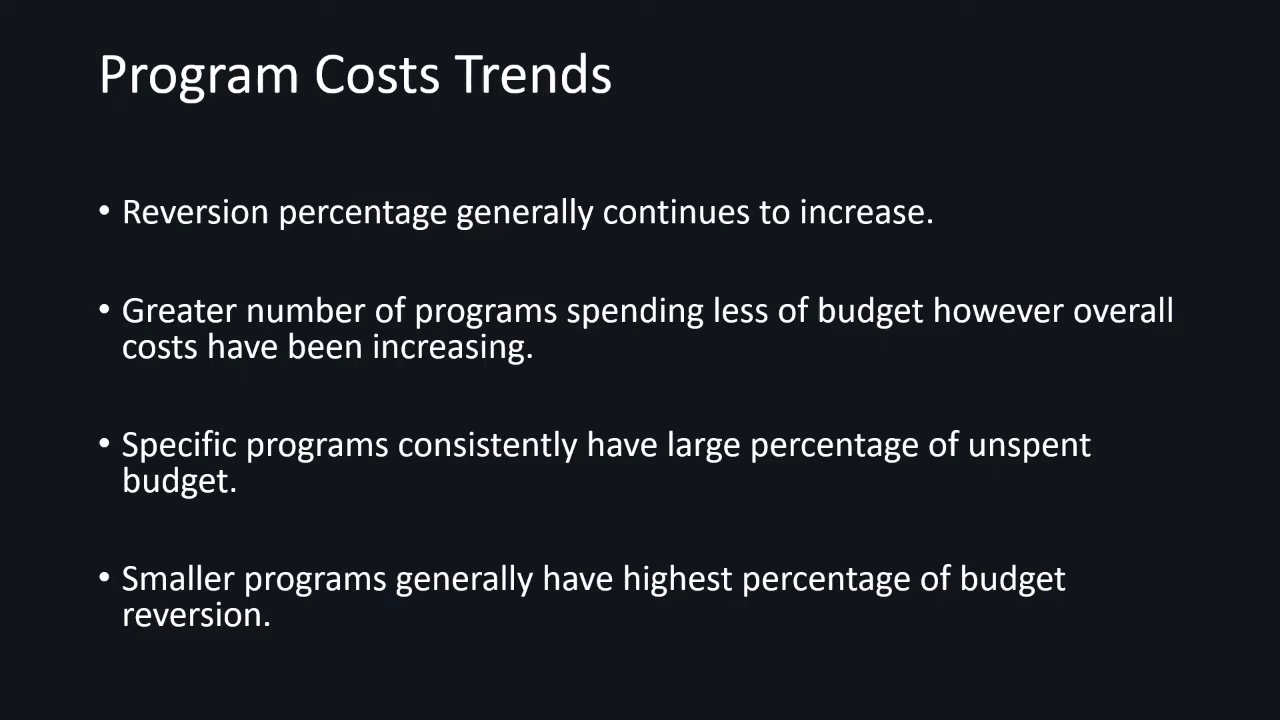 Program Costs Trends
• Reversion percentage generally continues to increase.
• Greater number of programs spending less of budget however overall
costs have been increasing.
• Specific programs consistently have large percentage of unspent
budget.
• Smaller programs generally have highest percentage of budget
reversion.